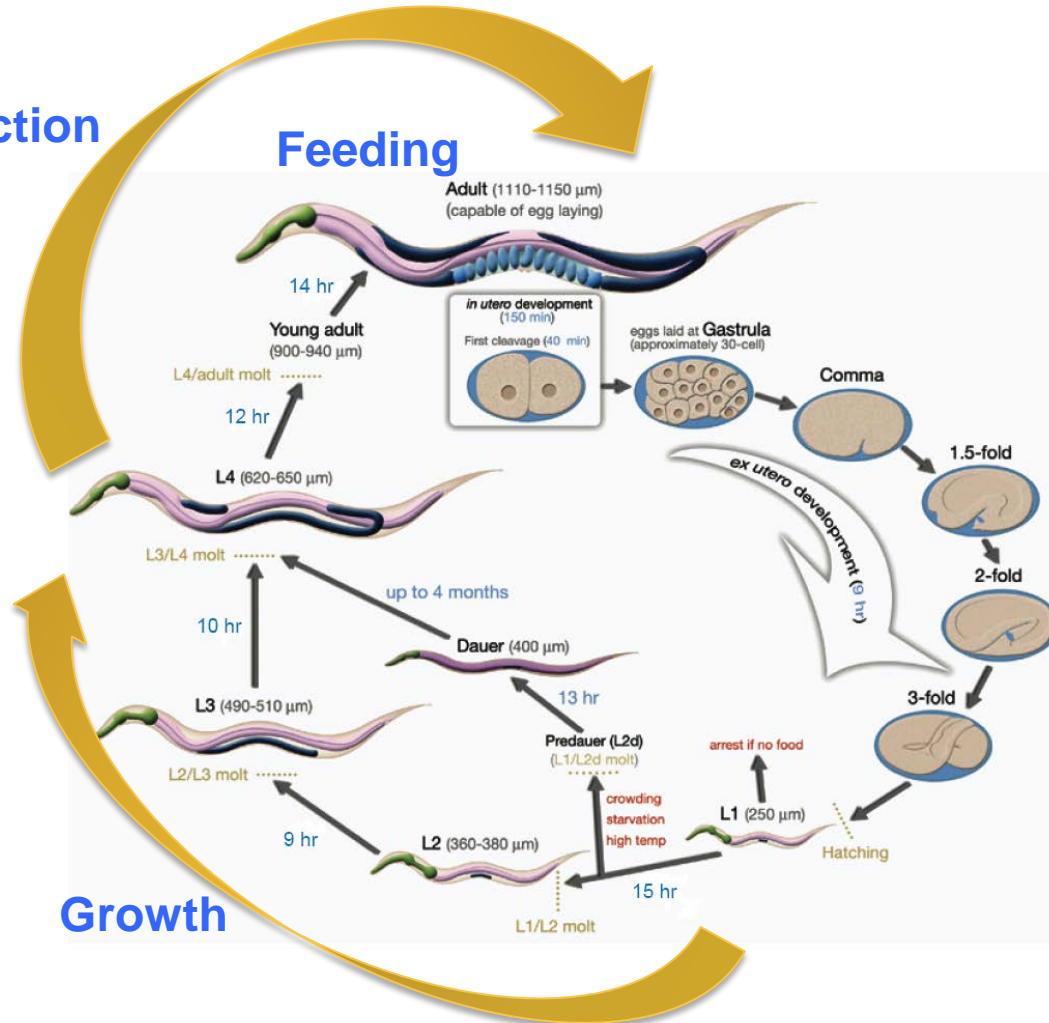 ction
Feeding
Adult (1110-1150 μm)
(capable of egg laying)
14 hr
in utero development
(150 min)
First cleavage (40 min)
eggs laid at Gastrula
(approximately 30-cell)
Young adult
(900-940 μm)
L4/adult molt
Comma
12 hr
1.5-fold
L4 (620-650 μm)
ex utero development (9 hr)
L3/L4 molt
2-fold
up to 4 months
10 hr
Dauer (400 μm)
3-fold
13 hr
L3 (490-510 μm)
Predauer (L2d)
(L1/L2d molt)
arrest if no food
L2/L3 molt
crowding
starvation
high temp
L1 (250 μm)
9 hr
L2 (360-380 μm)
Hatching
15 hr
Growth
L1/L2 molt